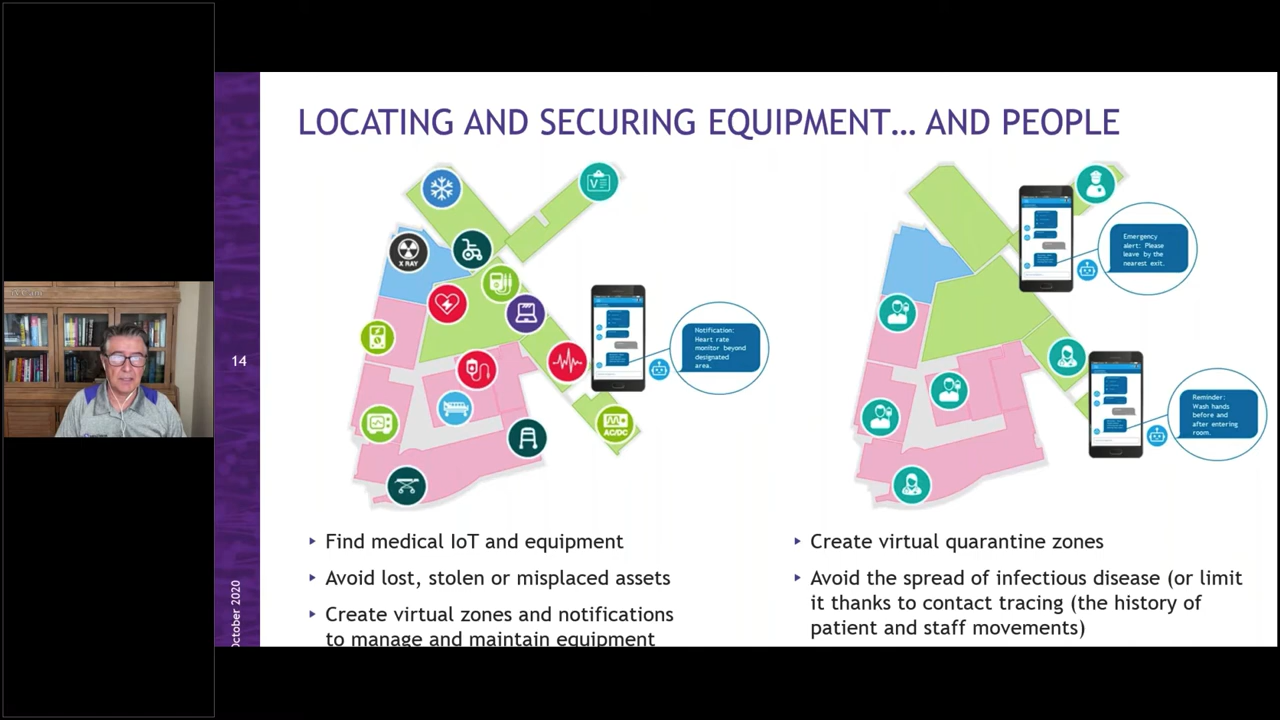 LOCATING AND SECURING EQUIPMENT... AND PEOPLE
X RAY
AC/DC
Notification:
Heart rate
monitor beyond
designated
area.
Emergency
alert: Please
leave by the
nearest exit.
Reminder:
Wash hands
before and
after entering
room.
14
October 2020
Find medical IoT and equipment
Avoid lost, stolen or misplaced assets
Create virtual zones and notifications
to manage and maintain equipment
Create virtual quarantine zones
Avoid the spread of infectious disease (or limit
it thanks to contact tracing (the history of
patient and staff movements)